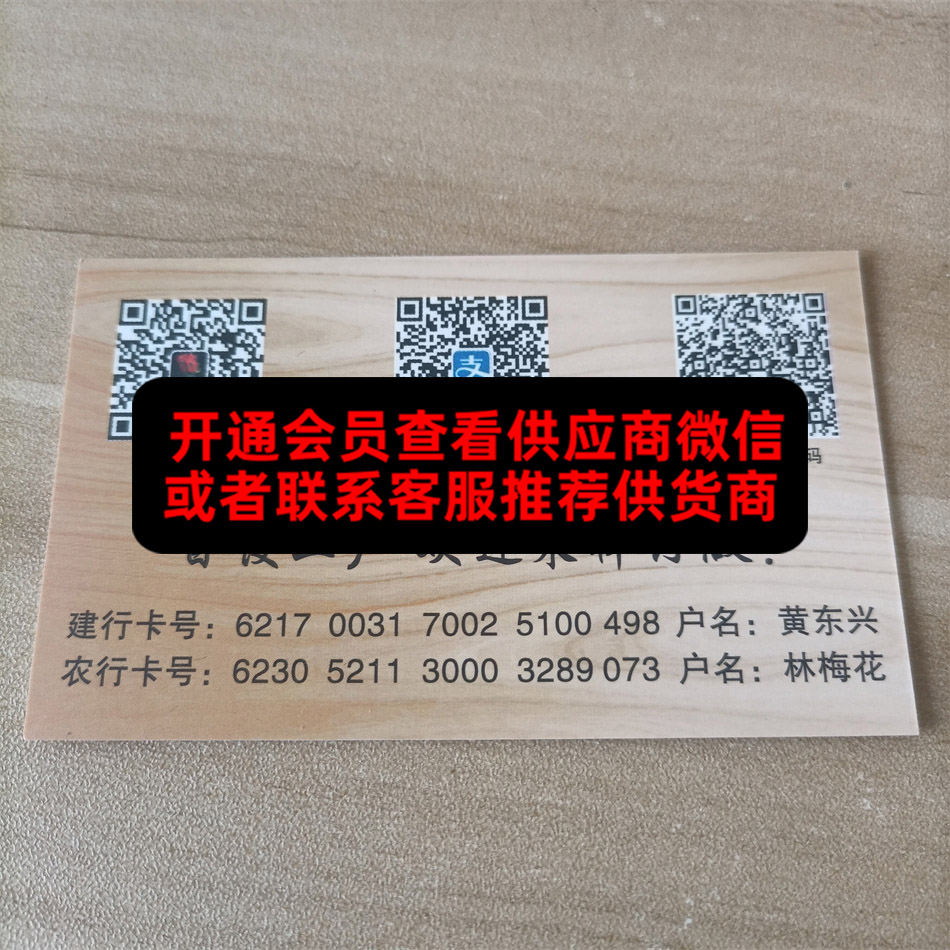 支
码
开通会员查看供应商微信
或者联系客服推荐供货商
建行卡号：6217 0031 7002 5100 498 户名：黄东兴
农行卡号：6230 5211 3000 3289 073 户名：林梅花